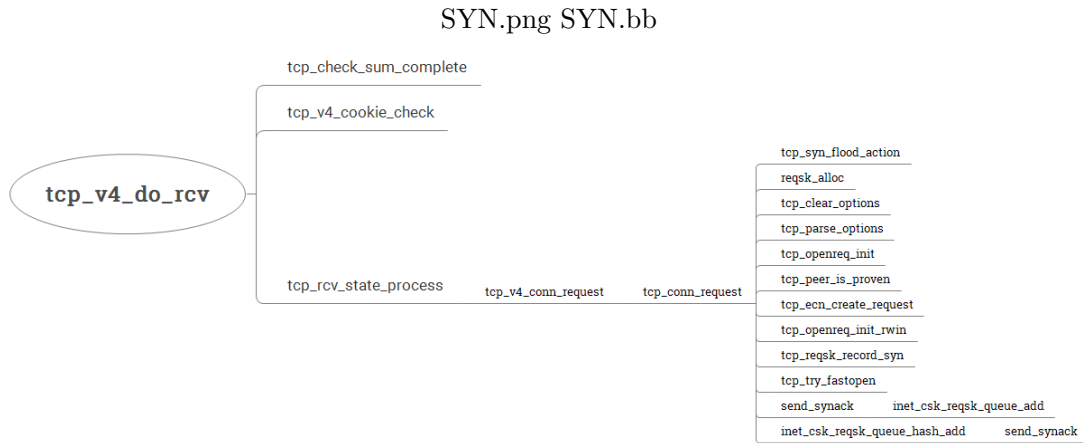 SYN.png SYN.bb
tcp_check_sum_complete
tcp_v4_cookie_check
tcp_v4_do_rcv
tcp_rcv_state_process
tcp_v4_conn_request
tcp_conn_request
tcp_syn_flood_action
reqsk_alloc
tcp_clear_options
tcp_parse_options
tcp_openreq_init
tcp_peer_is_proven
tcp_ecn_create_request
tcp_openreq_init_rwin
tcp_reqsk_record_syn
tcp_try_fastopen
send_synack inet_csk_reqsk_queue_add
inet_csk_reqsk_queue_hash_add send_synack